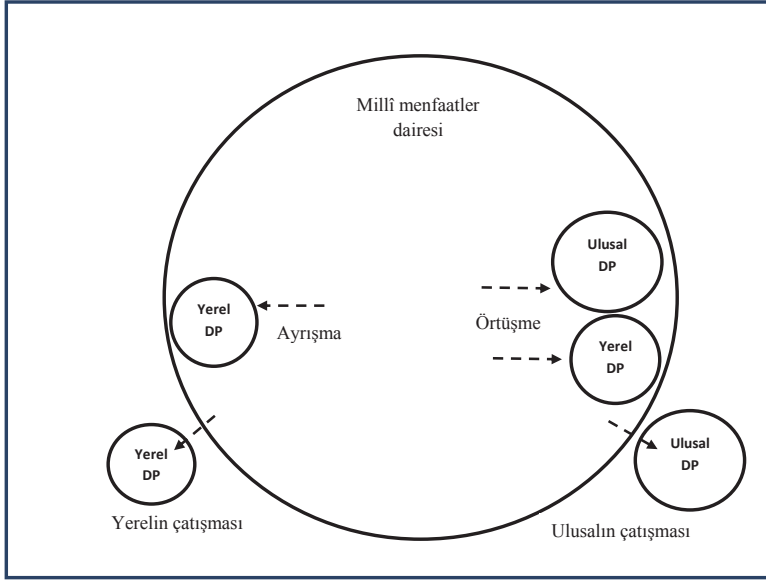 Millî menfaatler
dairesi
Ulusal
DP
Yerel
DP
Ayrışma
Örtüşme
Yerel
DP
Yerel
DP
Ulusal
DP
Yerelin çatışması
Ulusalın çatışması